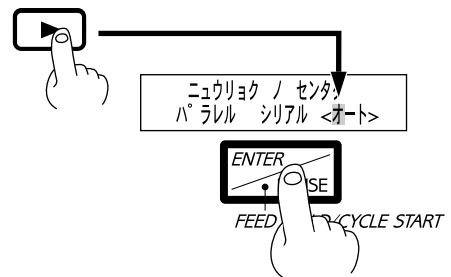 ニュウリョク ノ センタク
パラレル シリアル <オート>
ENTER
FEED /CYCLE START